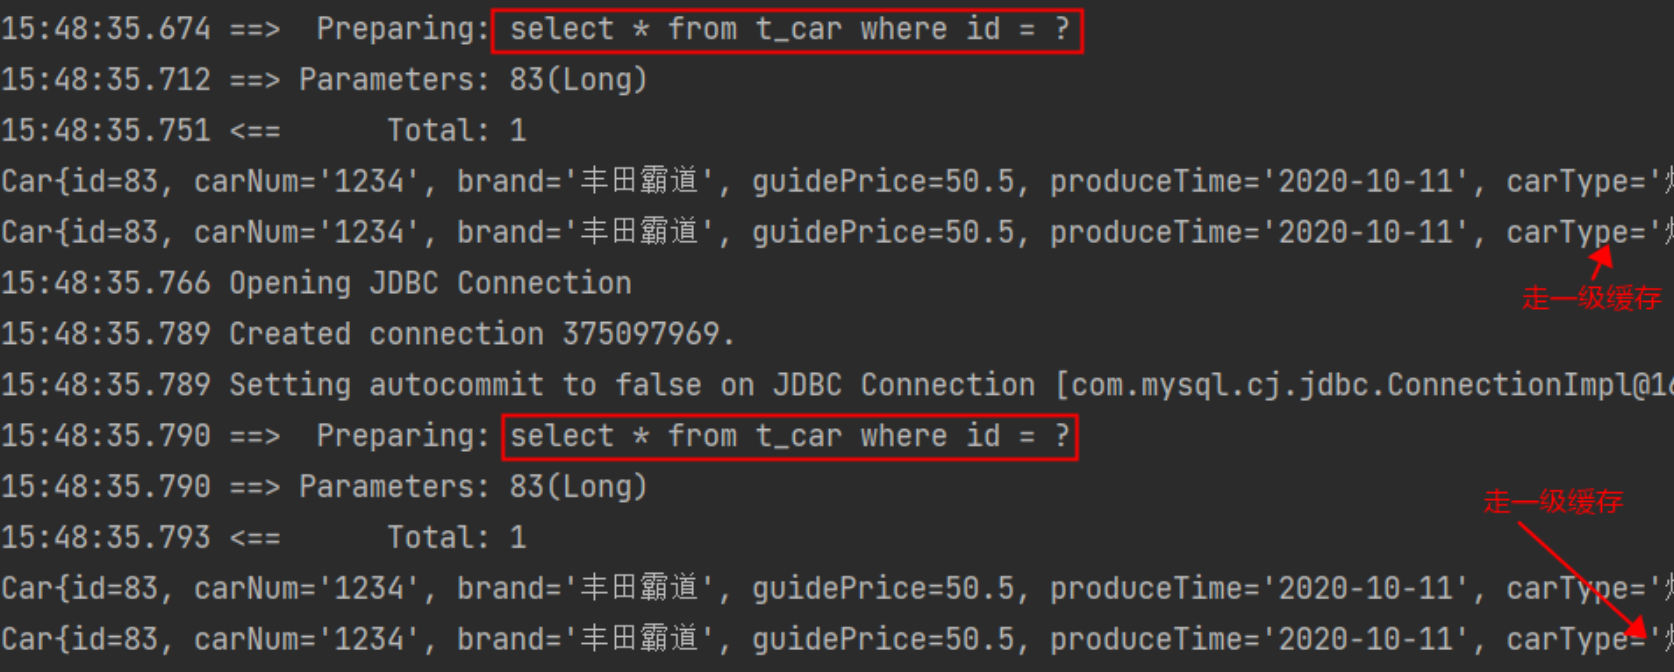 15:48:35.674 ==>  Preparing: select * from t_car where id = ?
15:48:35.712 ==> Parameters: 83(Long)
15:48:35.751 <==      Total: 1
Car{id=83, carNum='1234', brand='丰田霸道', guidePrice=50.5, produceTime='2020-10-11', carType='
Car{id=83, carNum='1234', brand='丰田霸道', guidePrice=50.5, produceTime='2020-10-11', carType='
15:48:35.766 Opening JDBC Connection
走一级缓存
15:48:35.789 Created connection 375097969.
15:48:35.789 Setting autocommit to false on JDBC Connection [com.mysql.cj.jdbc.ConnectionImpl@16
15:48:35.790 ==>  Preparing: select * from t_car where id = ?
15:48:35.790 ==> Parameters: 83(Long)
走一级缓存
15:48:35.793 <==      Total: 1
Car{id=83, carNum='1234', brand='丰田霸道', guidePrice=50.5, produceTime='2020-10-11', carType='
Car{id=83, carNum='1234', brand='丰田霸道', guidePrice=50.5, produceTime='2020-10-11', carType='